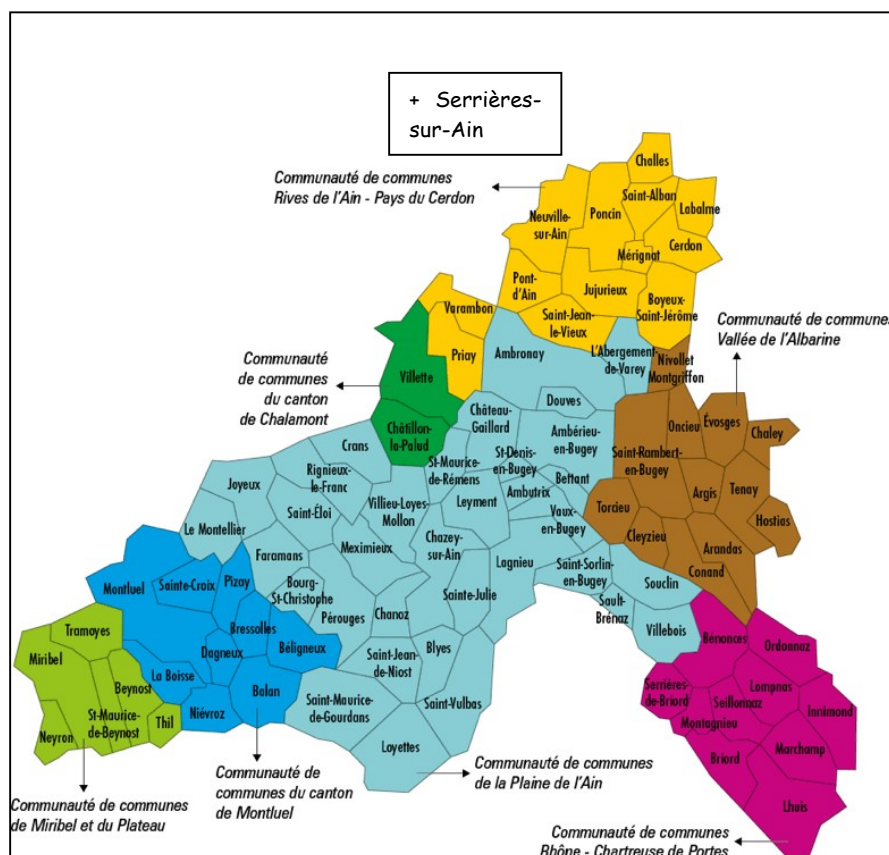 + Serrières-
sur-Ain
Challes
Communauté de communes
Rives de l'Ain - Pays du Cerdon
Saint-Alban
Labalme
Poncin
Neuville-
sur-Ain
Cerdon
Mérignat
Pont-
d'Ain
Jujurieux
Boyeux-
Saint-Jérôme
Varambon
Saint-Jean-
le-Vieux
Communauté de communes
Vallée de l'Albarine
Priay
Ambronay
L'Abergement-
de-Varey
Nivollet
Montgriffon
Communauté
de communes
du canton
de Chalamont
Villette
Douves
Château-
Gaillard
Châtillon-
la-Palud
Ambérieu-
en-Bugey
Oncieu
Évosges
Chaley
Crans
St-Maurice-
de-Rémens
St-Denis-
en-Bugey
Saint-Rambert-
en-Bugey
Joyeux
Rignieux-
le-Franc
Bettant
Ambutrix
Argis
Tenay
Villieu-Loyes-
Mollon
Leyment
Saint-Éloi
Torcieu
Vaux-
en-Bugey
Hostias
Le Montellier
Chazey-
sur-Ain
Cleyzieu
Arandas
Meximieux
Faramans
Lagnieu
Conand
Saint-Sorlin-
en-Bugey
Souclin
Montluel
Sainte-Croix
Pizay
Bourg-
St-Christophe
Sainte-Julie
Sault-
Brénaz
Pérouges
Chanoz
Villebois
Tramoyes
Bressolles
Bénonces
Ordonnaz
Béligneux
Dagneux
Saint-Jean-
de-Niost
Blyes
Miribel
La Boisse
Beynost
Balan
Serrières-
de-Briord
Lompnas
Seillonnaz
Innimond
Saint-Maurice-
de-Gourdans
Saint-Vulbas
St-Maurice-
de-Beynost
Thil
Niévroz
Montagnieu
Neyron
Loyettes
Briord
Marchamp
Communauté de communes
de Miribel et du Plateau
Communauté de
communes du canton
de Montluel
Communauté de communes
de la Plaine de l'Ain
Lhuis
Communauté de communes
Rhône - Chartreuse de Portes